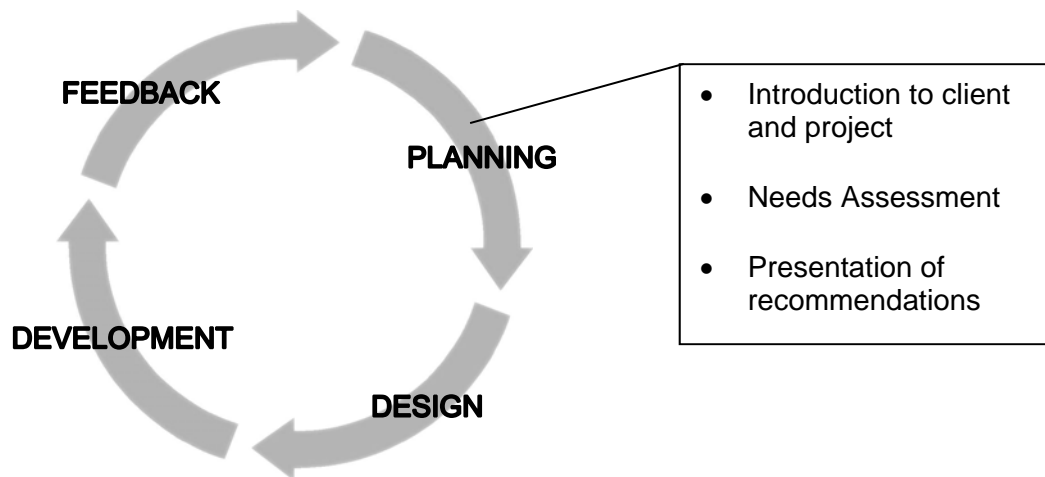 FEEDBACK
PLANNING
DEVELOPMENT
DESIGN
• Introduction to client
and project
• Needs Assessment
• Presentation of
recommendations